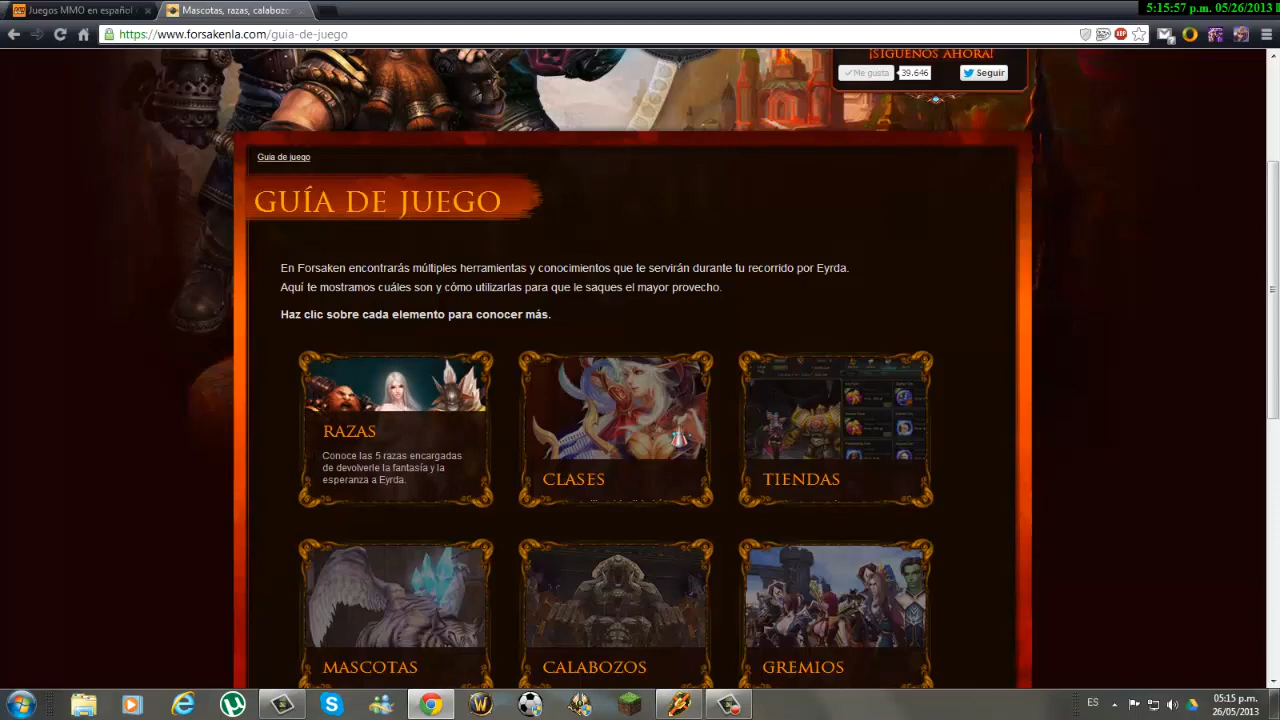 5:15:57 p.m. 05/26/2013
Juegos MMO en español
Mascotas, razas, calabozo
https://www.forsakenla.com/guia-de-juego
¡SÍGUENOS AHORA!
Me gusta
39.646
Seguir
Guia de juego
GUÍA DE JUEGO
En Forsaken encontrarás múltiples herramientas y conocimientos que te servirán durante tu recorrido por Eyrda.
Aquí te mostramos cuáles son y cómo utilizarlas para que le saques el mayor provecho.
Haz clic sobre cada elemento para conocer más.
RAZAS
Conoce las 5 razas encargadas
de devolverle la fantasía y la
esperanza a Eyrda.
CLASES
TIENDAS
MASCOTAS
CALABOZOS
GREMIOS
ES
05:15 p.m.
26/05/2013